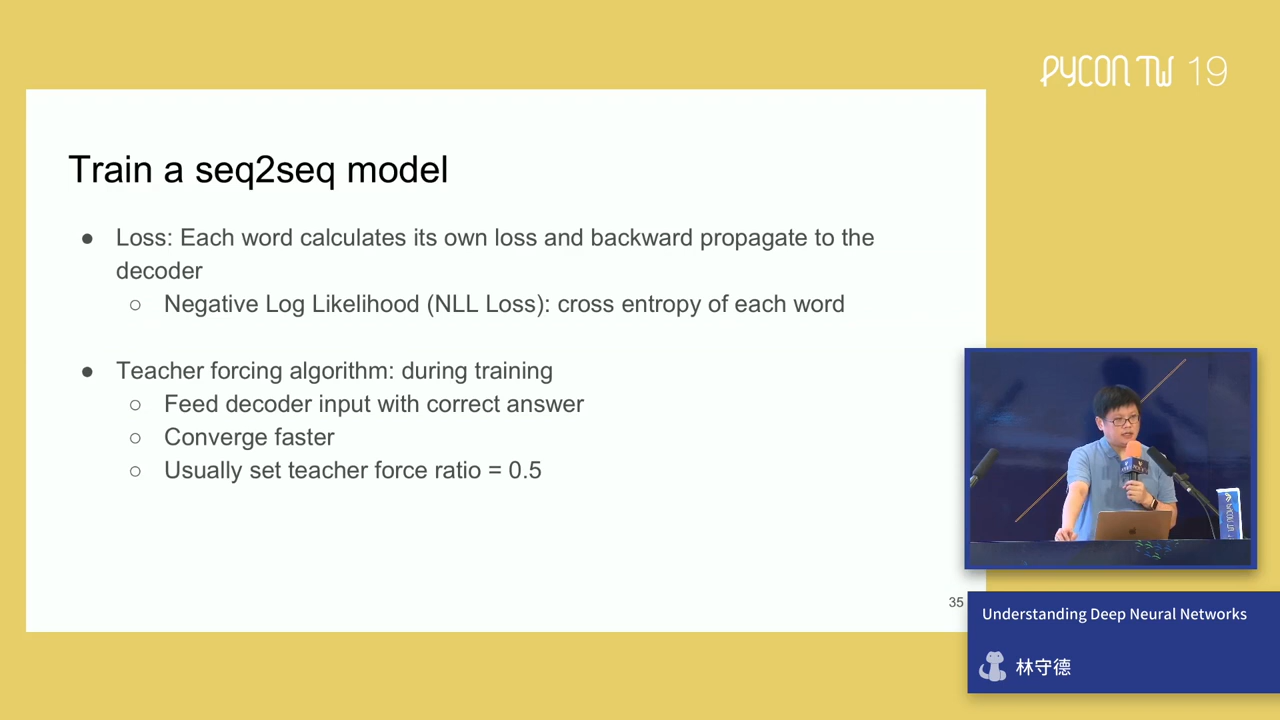 PYCON TW 19
Train a seq2seq model
● Loss: Each word calculates its own loss and backward propagate to the
decoder
○ Negative Log Likelihood (NLL Loss): cross entropy of each word
● Teacher forcing algorithm: during training
○ Feed decoder input with correct answer
○ Converge faster
○ Usually set teacher force ratio = 0.5
35
Understanding Deep Neural Networks
林守德